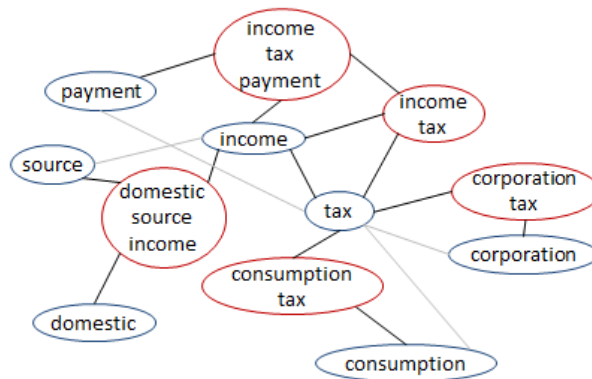 income
tax
payment
payment
income
tax
income
source
domestic
source
income
corporation
tax
tax
corporation
consumption
tax
domestic
consumption